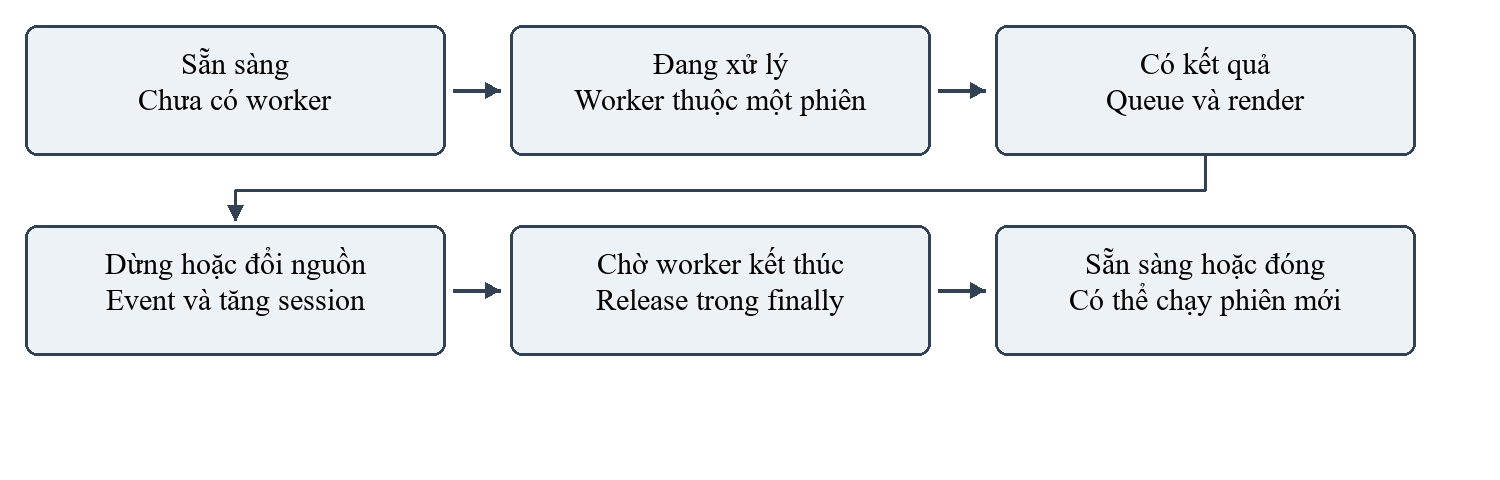 Sẵn sàng
Chưa có worker
Đang xử lý
Worker thuộc một phiên
Có kết quả
Queue và render
Dừng hoặc đổi nguồn
Event và tăng session
Chờ worker kết thúc
Release trong finally
Sẵn sàng hoặc đóng
Có thể chạy phiên mới